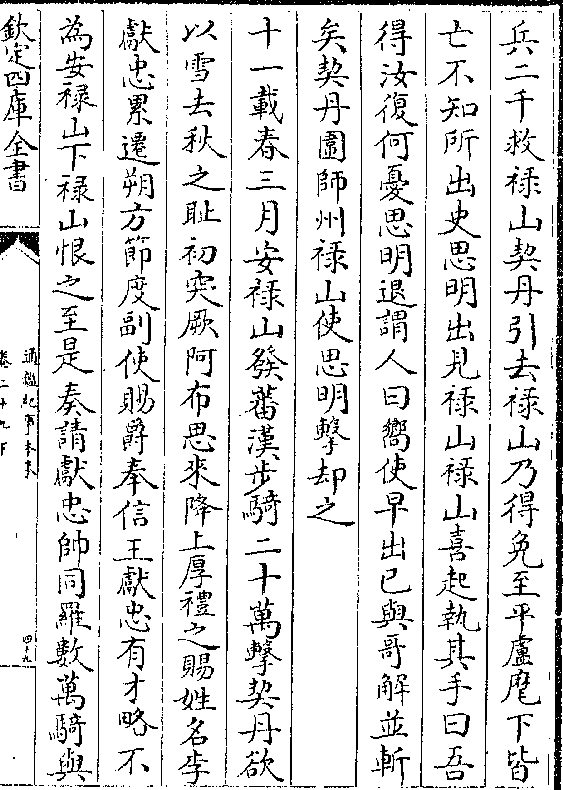 兵二千救禄山契丹引去禄山乃得免至平盧麾下皆
亡不知所出史思明出見禄山禄山喜起執其手曰吾
得汝復何憂思明退謂人曰嚮使早出已與哥解並斬
矣契丹圍師州禄山使思明擊却之
十一載春三月安禄山發蕃漢步騎二十萬擊契丹欲
以雪去秋之耻初突厥阿布思來降上厚禮之賜姓名李
獻忠累遷朔方節度副使賜爵奉信王獻忠有才略不
為安禄山下禄山恨之至是奏請獻忠帥同羅數萬騎與
欽定四庫全書
通鑑紀事本末
卷二十九下
四十九